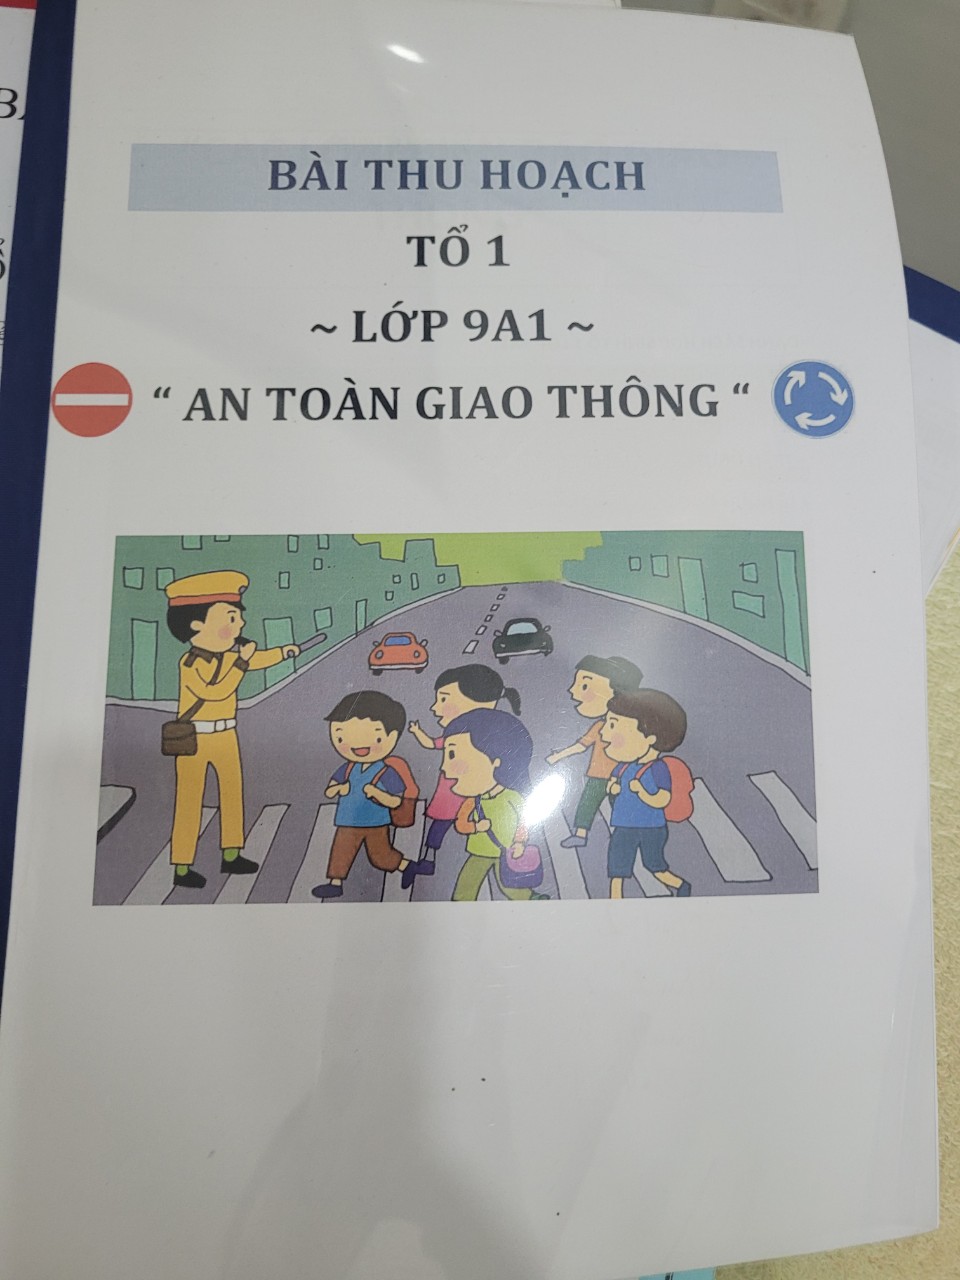 BÀI THU HOẠCH
TỔ 1
~ LỚP 9A1 ~
“ AN TOÀN GIAO THÔNG “